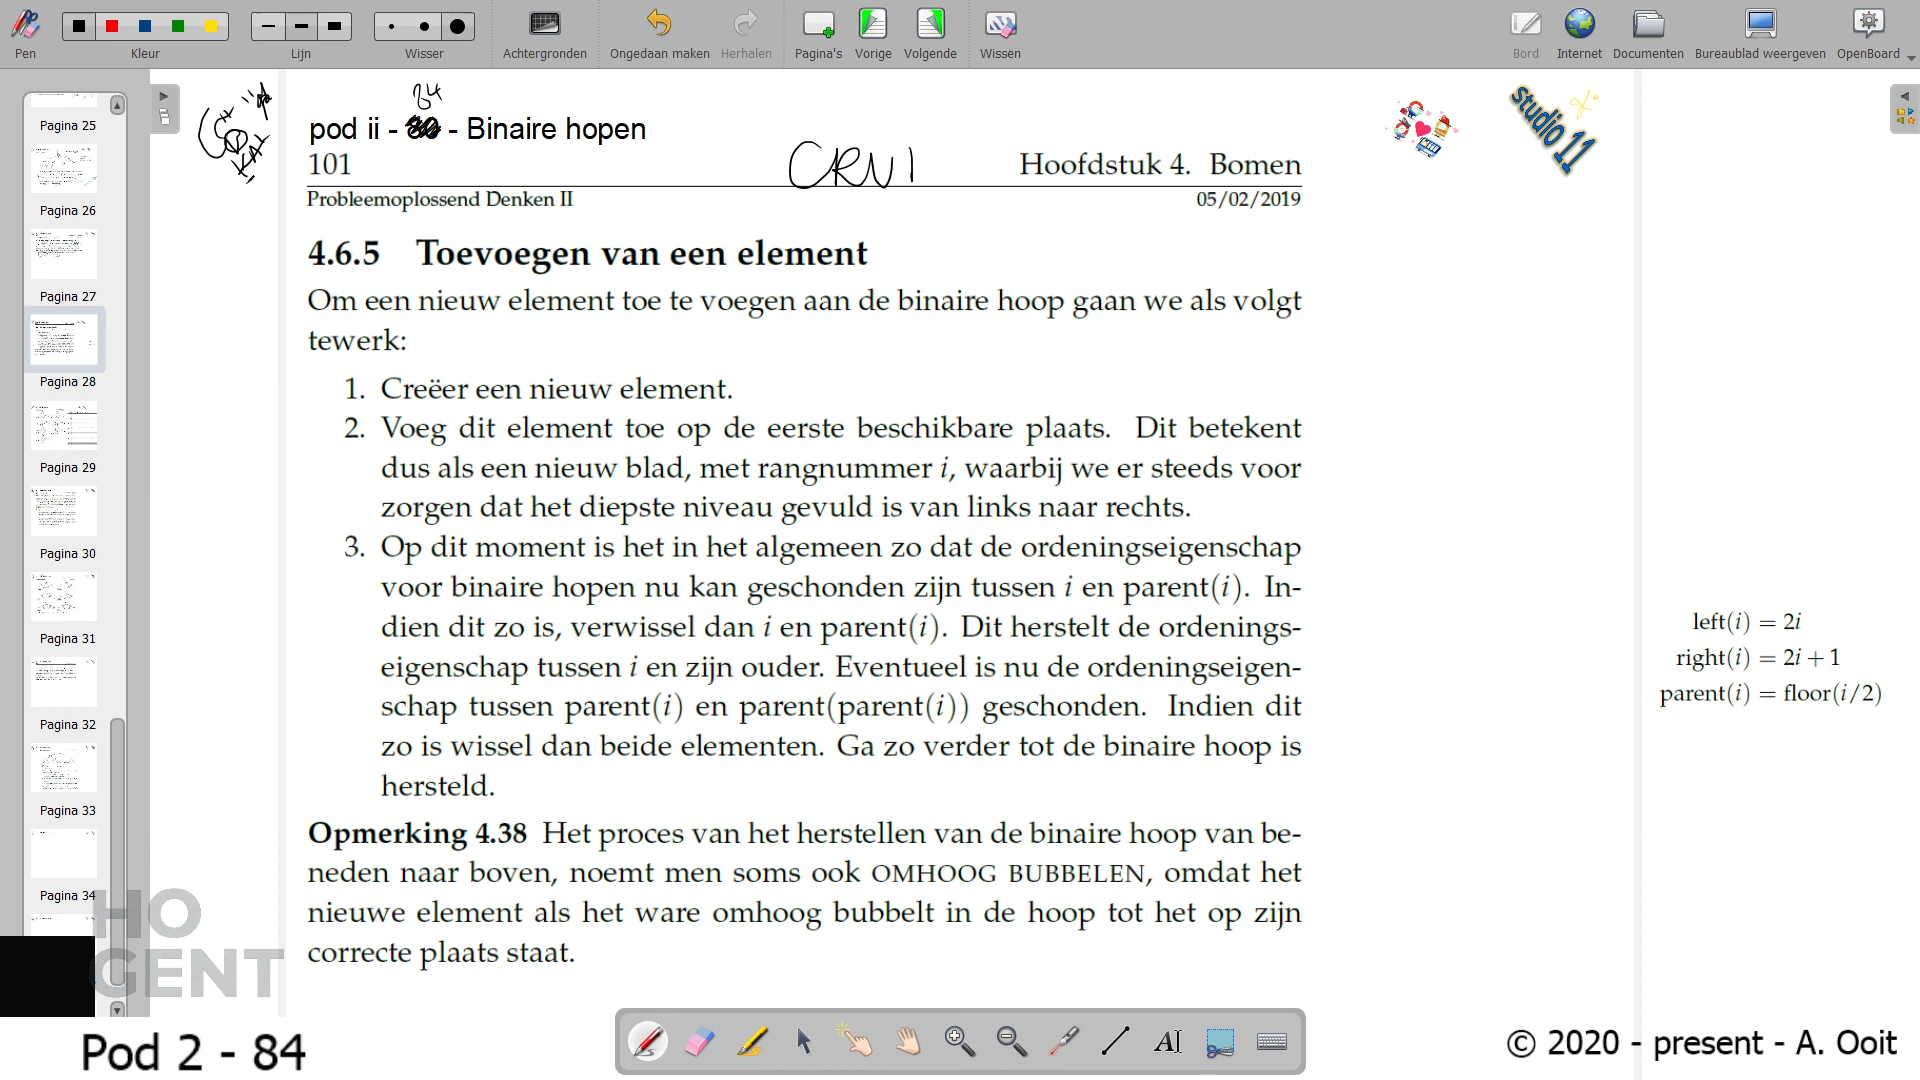 Pen
Kleur
Lijn
Wisser
Achtergronden
Ongedaan maken
Herhalen
Pagina's
Vorige
Volgende
Wissen
Bord
Internet
Documenten
Bureaublad weergeven
OpenBoard
Pagina 25
Pagina 26
Pagina 27
Pagina 28
Pagina 29
Pagina 30
Pagina 31
Pagina 32
Pagina 33
Pagina 34
84
pod ii - 80 - Binaire hopen
101
CRN1
Hoofdstuk 4. Bomen
Probleemoplossend Denken II
05/02/2019
studio 11
4.6.5 Toevoegen van een element
Om een nieuw element toe te voegen aan de binaire hoop gaan we als volgt
tewerk:
1. Creëer een nieuw element.
2. Voeg dit element toe op de eerste beschikbare plaats. Dit betekent
dus als een nieuw blad, met rangnummer i, waarbij we er steeds voor
zorgen dat het diepste niveau gevuld is van links naar rechts.
3. Op dit moment is het in het algemeen zo dat de ordeningseigenschap
voor binaire hopen nu kan geschonden zijn tussen i en parent(i). In-
dien dit zo is, verwissel dan i en parent(i). Dit herstelt de ordenings-
eigenschap tussen i en zijn ouder. Eventueel is nu de ordeningseigen-
schap tussen parent(i) en parent(parent(i)) geschonden. Indien dit
zo is wissel dan beide elementen. Ga zo verder tot de binaire hoop is
hersteld.
Opmerking 4.38 Het proces van het herstellen van de binaire hoop van be-
neden naar boven, noemt men soms ook OMHOOG BUBBELEN, omdat het
nieuwe element als het ware omhoog bubbelt in de hoop tot het op zijn
correcte plaats staat.
left(i) = 2i
right(i) = 2i + 1
parent(i) = floor(i/2)
HO
GENT
Pod 2 - 84
© 2020 - present - A. Ooit